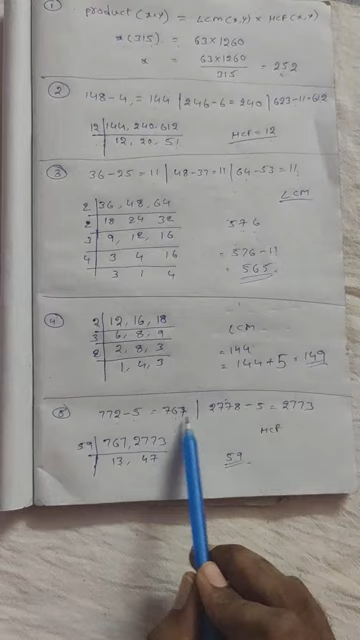 ① product (x,y) = LCM (x,y) x HCF (x,y)
x (315) = 63 x 1260
x = 63 x 1260 / 315 = 252
② 148-4 = 144 | 246-6 = 240 | 623-11 = 612
12 | 144, 240, 612
12, 20, 51
HCF = 12
③ 36-25 = 11 | 48-37 = 11 | 64-53 = 11
LCM
2 | 36, 48, 64
2 | 18 24 32
3 | 9, 12, 16
4 | 3 4 16
3 1 4
576
= 576-11
= 565
④ 2 | 12, 16, 18
3 | 6, 8, 9
2 | 2, 8, 3
1, 4, 3
LCM
= 144
= 144 + 5 = 149
⑤ 772-5 = 767 | 2778-5 = 2773
HCF
59 | 767, 2773
13, 47
59